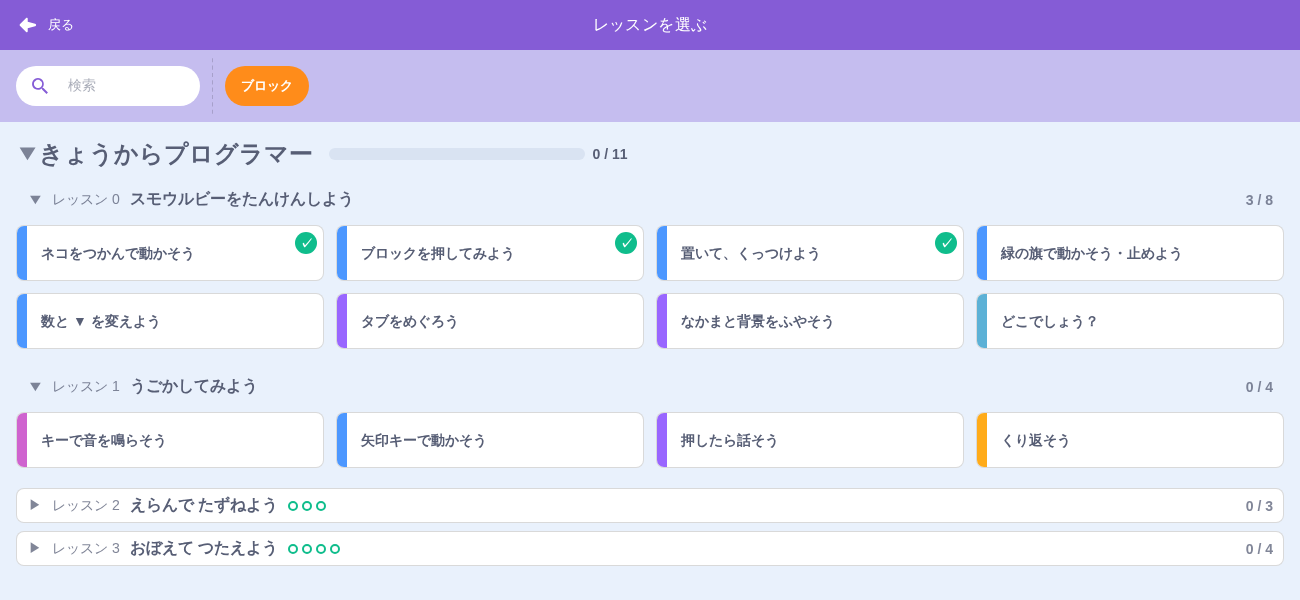 戻る
レッスンを選ぶ
検索
ブロック
▼きょうからプログラマー 0 / 11
▼ レッスン 0 スモウルビーをたんけんしよう 3 / 8
ネコをつかんで動かそう ✓
ブロックを押してみよう ✓
置いて、くっつけよう ✓
緑の旗で動かそう・止めよう
数と ▼ を変えよう
タブをめぐろう
なかまと背景をふやそう
どこでしょう？
▼ レッスン 1 うごかしてみよう 0 / 4
キーで音を鳴らそう
矢印キーで動かそう
押したら話そう
くり返そう
▶ レッスン 2 えらんで たずねよう 0 / 3
▶ レッスン 3 おぼえて つたえよう 0 / 4